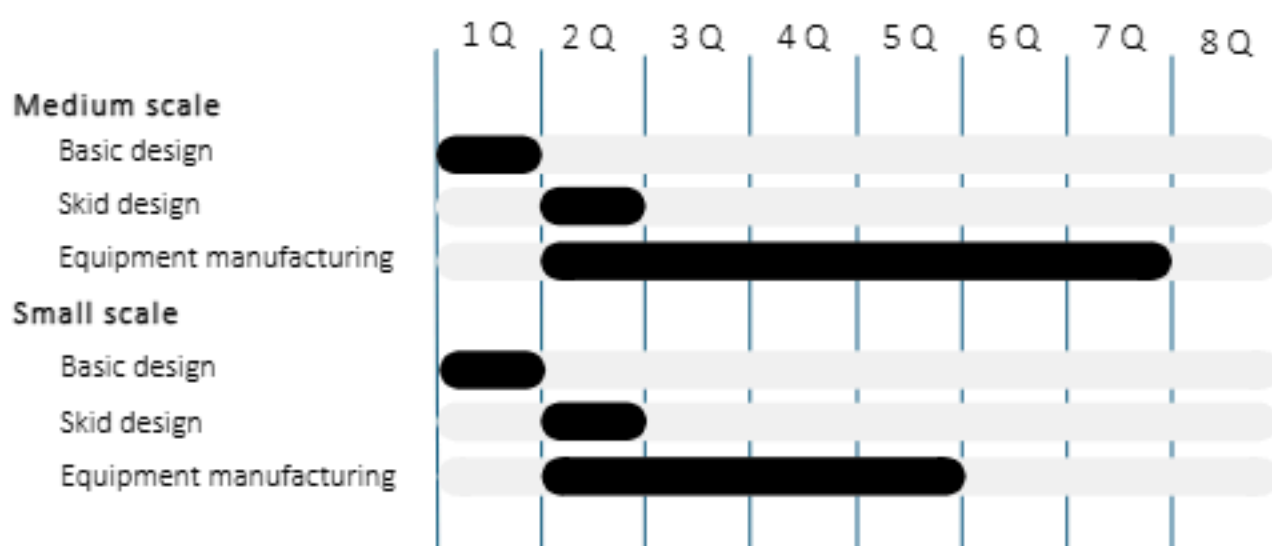 1 Q 2 Q 3 Q 4 Q 5 Q 6 Q 7 Q 8 Q
Medium scale
Basic design
Skid design
Equipment manufacturing
Small scale
Basic design
Skid design
Equipment manufacturing